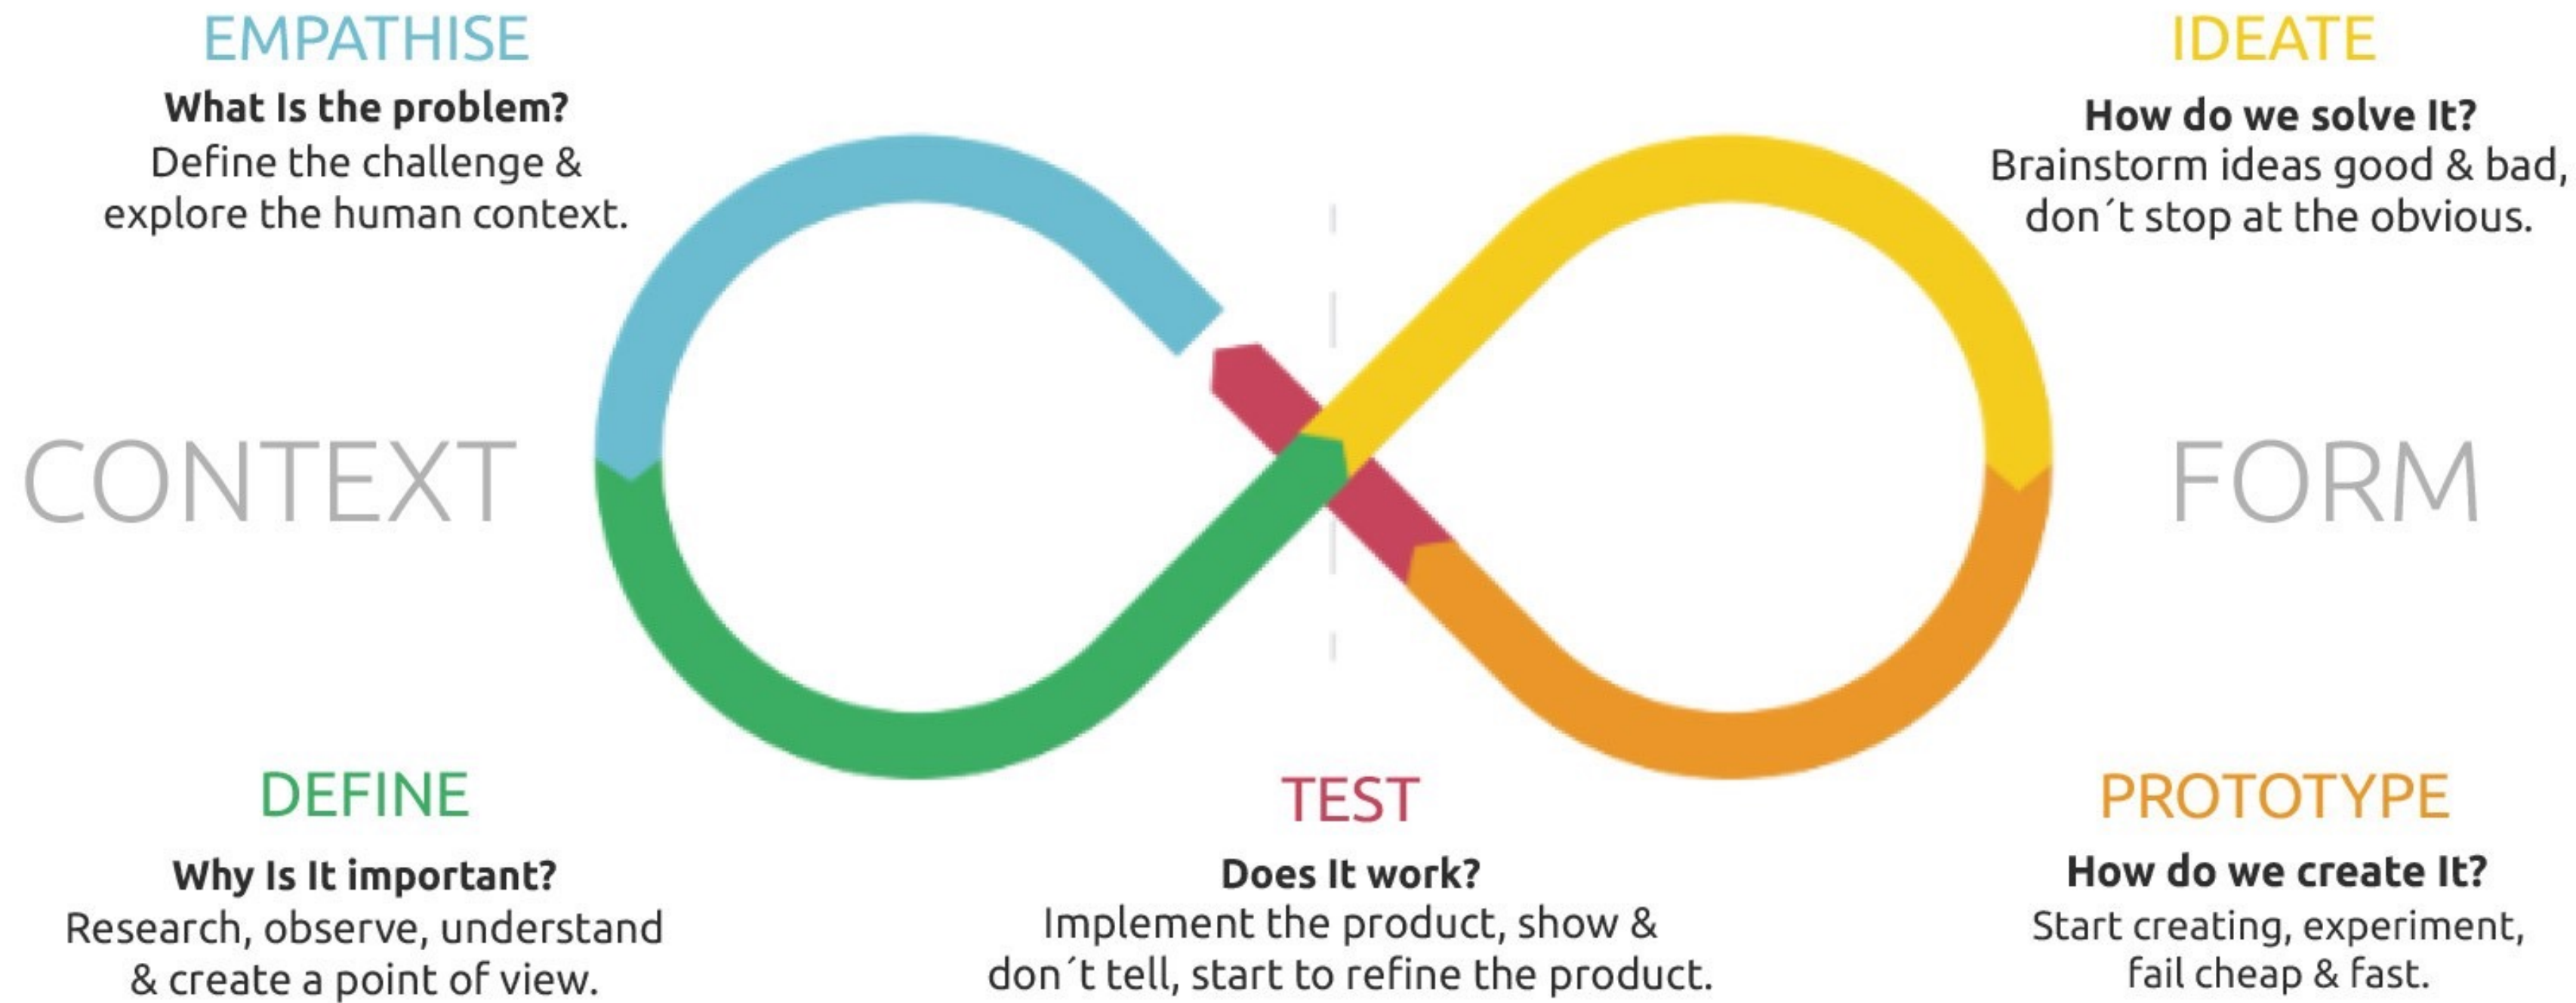 EMPATHISE
What Is the problem?
Define the challenge &
explore the human context.
IDEATE
How do we solve It?
Brainstorm ideas good & bad,
don´t stop at the obvious.
CONTEXT
FORM
DEFINE
Why Is It important?
Research, observe, understand
& create a point of view.
TEST
Does It work?
Implement the product, show &
don´t tell, start to refine the product.
PROTOTYPE
How do we create It?
Start creating, experiment,
fail cheap & fast.